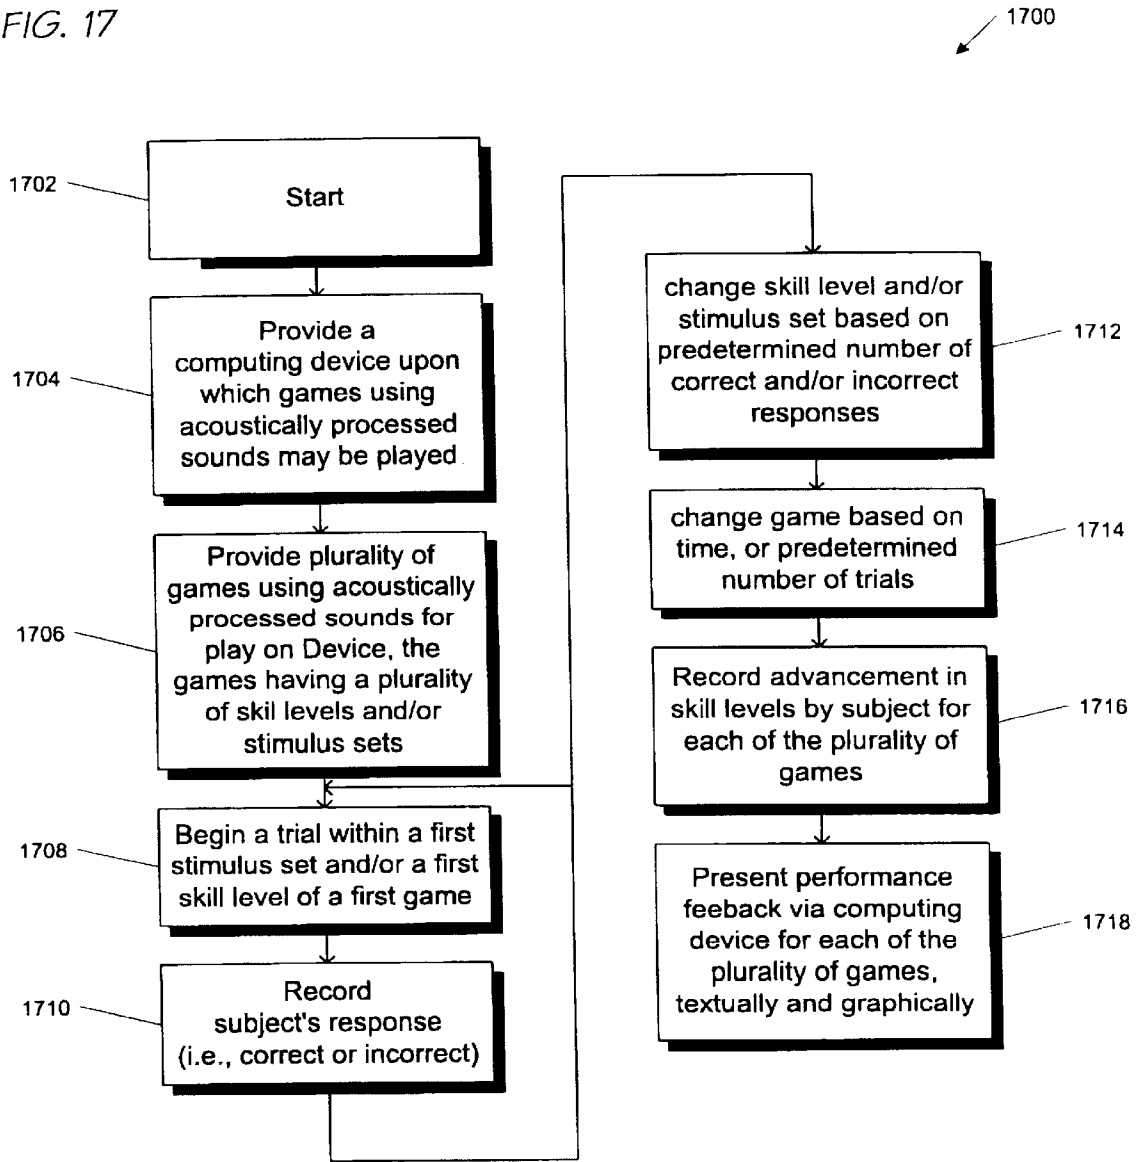 FIG. 17
1700
1702
Start
1704
Provide a
computing device upon
which games using
acoustically processed
sounds may be played
1706
Provide plurality of
games using acoustically
processed sounds for
play on Device, the
games having a plurality
of skil levels and/or
stimulus sets
1708
Begin a trial within a first
stimulus set and/or a first
skill level of a first game
1710
Record
subject's response
(i.e., correct or incorrect)
change skill level and/or
stimulus set based on
predetermined number of
correct and/or incorrect
responses
1712
change game based on
time, or predetermined
number of trials
1714
Record advancement in
skill levels by subject for
each of the plurality of
games
1716
Present performance
feeback via computing
device for each of the
plurality of games,
textually and graphically
1718